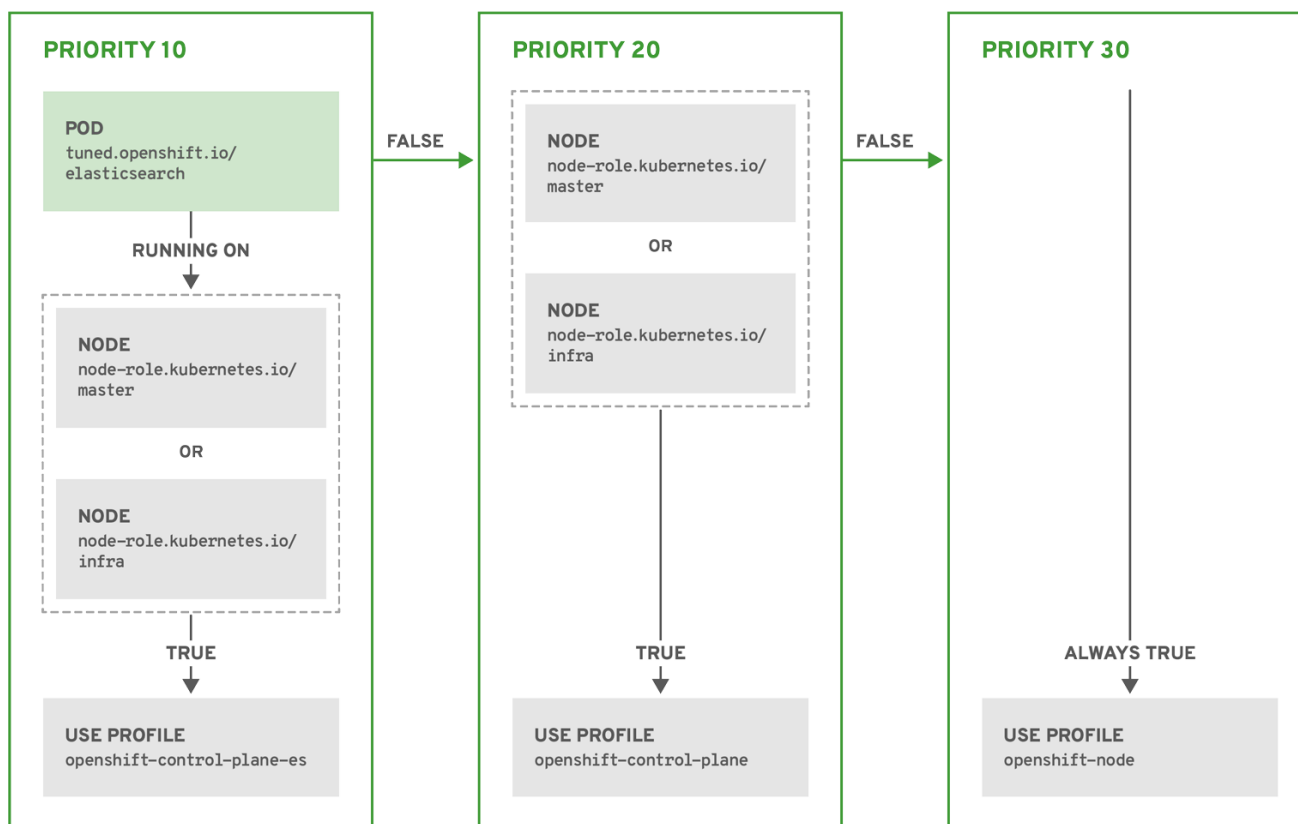 PRIORITY 10
POD
tuned.openshift.io/
elasticsearch
RUNNING ON
NODE
node-role.kubernetes.io/
master
OR
NODE
node-role.kubernetes.io/
infra
TRUE
USE PROFILE
openshift-control-plane-es
FALSE
PRIORITY 20
NODE
node-role.kubernetes.io/
master
OR
NODE
node-role.kubernetes.io/
infra
TRUE
USE PROFILE
openshift-control-plane
FALSE
PRIORITY 30
ALWAYS TRUE
USE PROFILE
openshift-node